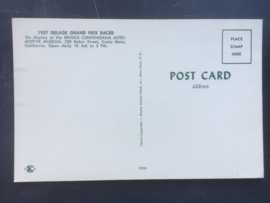 1927 DELAGE GRAND PRIX RACER
On display at the BRIGGS CUNNINGHAM AUTO-
MOTIVE MUSEUM, 250 Baker Street, Costa Mesa,
California. Open daily 10 AM to 5 PM.
PLACE
STAMP
HERE
POST CARD
Address
K